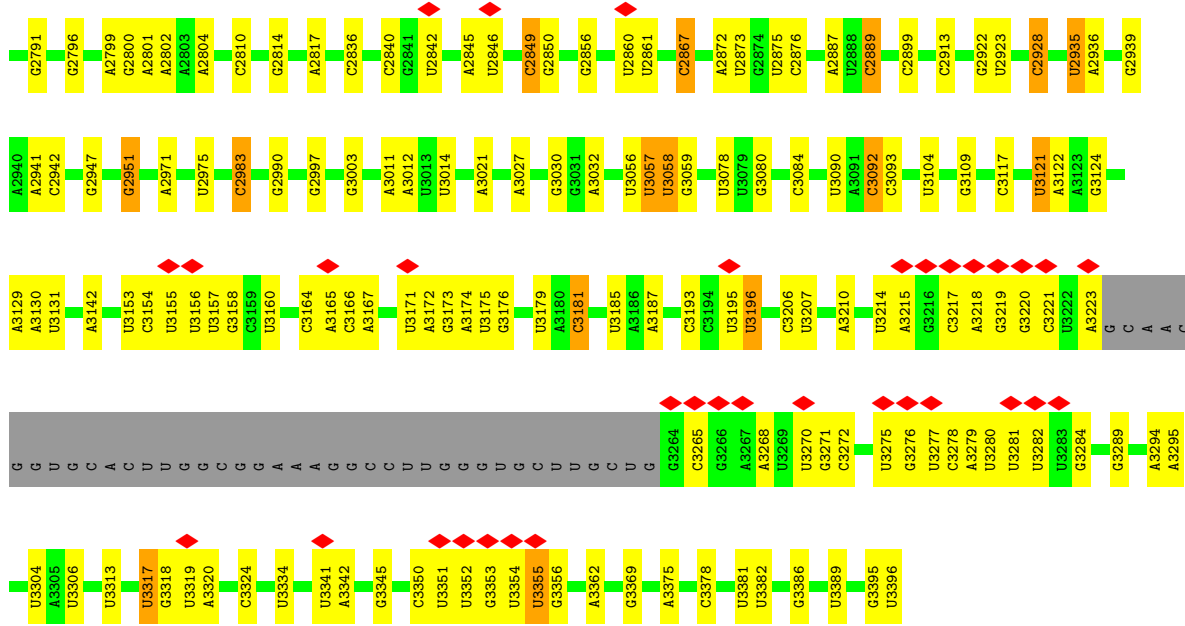 G2791 G2796 A2799 G2800 A2801 A2802 A2803 A2804 C2810 G2814 A2817 C2836 C2840 G2841 U2842 A2845 U2846 C2849 G2850 G2856 U2860 U2861 C2867 A2872 U2873 G2874 U2875 C2876 A2887 U2888 C2889 C2899 C2913 G2922 U2923 C2928 U2935 A2936 G2939
A2940 A2941 C2942 G2947 G2951 A2971 U2975 C2983 G2990 G2997 G3003 A3011 A3012 U3013 U3014 A3021 A3027 G3030 G3031 A3032 U3056 U3057 U3058 G3059 U3078 U3079 G3080 C3084 U3090 A3091 C3092 C3093 U3104 G3109 C3117 U3121 A3122 A3123 G3124
A3129 A3130 U3131 A3142 U3153 C3154 U3155 U3156 U3157 G3158 C3159 U3160 C3164 A3165 C3166 A3167 U3171 A3172 G3173 A3174 U3175 G3176 U3179 A3180 C3181 U3185 A3186 A3187 C3193 C3194 U3195 U3196 C3206 U3207 A3210 U3214 A3215 G3216 C3217 A3218 G3219 G3220 C3221 U3222 A3223 G C A A C
G G U G C A C U U G G C G G A A A G G C C U U G G G U G C U U G C U G G3264 C3265 G3266 A3267 A3268 U3269 U3270 G3271 C3272 U3275 G3276 U3277 C3278 A3279 U3280 U3281 U3282 U3283 G3284 G3289 A3294 A3295
U3304 A3305 U3306 U3313 U3317 G3318 U3319 A3320 C3324 U3334 U3341 A3342 G3345 C3350 U3351 U3352 G3353 U3354 U3355 G3356 A3362 G3369 A3375 C3378 U3381 U3382 G3386 U3389 G3395 U3396